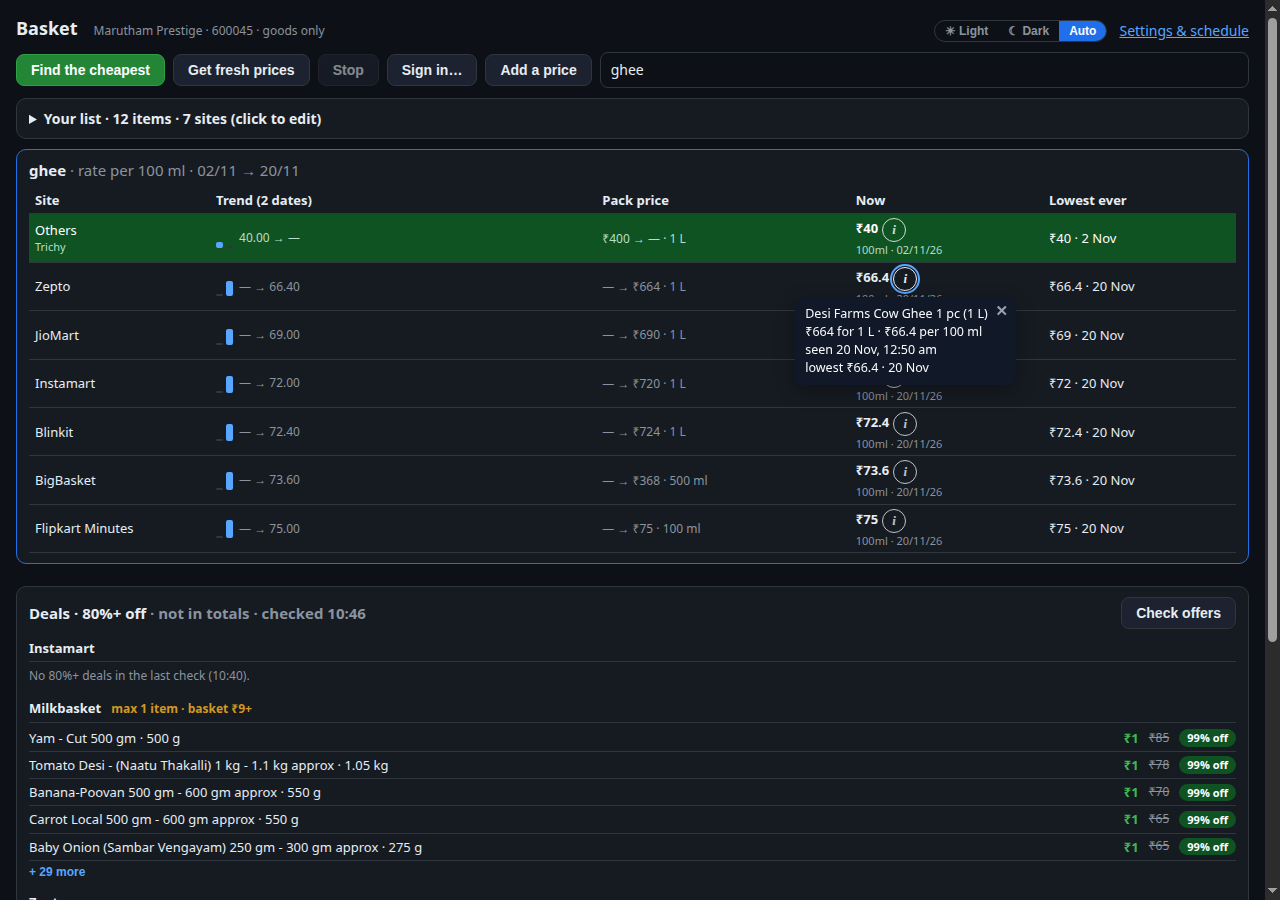 Basket Marutham Prestige · 600045 · goods only ☀ Light ☾ Dark Auto Settings & schedule
Find the cheapest Get fresh prices Stop Sign in… Add a price ghee
▶ Your list · 12 items · 7 sites (click to edit)
ghee · rate per 100 ml · 02/11 → 20/11
Site Trend (2 dates) Pack price Now Lowest ever
Others 40.00 → — ₹400 → — · 1 L ₹40 i ₹40 · 2 Nov
Trichy 100ml · 02/11/26
Zepto — → 66.40 — → ₹664 · 1 L ₹66.4 i ₹66.4 · 20 Nov
Desi Farms Cow Ghee 1 pc (1 L) ✕
₹664 for 1 L · ₹66.4 per 100 ml
seen 20 Nov, 12:50 am
lowest ₹66.4 · 20 Nov
JioMart — → 69.00 — → ₹690 · 1 L ₹69 · 20 Nov
Instamart — → 72.00 — → ₹720 · 1 L ₹72 · 20 Nov
100ml · 20/11/26
Blinkit — → 72.40 — → ₹724 · 1 L ₹72.4 i ₹72.4 · 20 Nov
100ml · 20/11/26
BigBasket — → 73.60 — → ₹368 · 500 ml ₹73.6 i ₹73.6 · 20 Nov
100ml · 20/11/26
Flipkart Minutes — → 75.00 — → ₹75 · 100 ml ₹75 i ₹75 · 20 Nov
100ml · 20/11/26
Deals · 80%+ off · not in totals · checked 10:46 Check offers
Instamart
No 80%+ deals in the last check (10:40).
Milkbasket max 1 item · basket ₹9+
Yam - Cut 500 gm · 500 g ₹1 ₹85 99% off
Tomato Desi - (Naatu Thakalli) 1 kg - 1.1 kg approx · 1.05 kg ₹1 ₹78 99% off
Banana-Poovan 500 gm - 600 gm approx · 550 g ₹1 ₹70 99% off
Carrot Local 500 gm - 600 gm approx · 550 g ₹1 ₹65 99% off
Baby Onion (Sambar Vengayam) 250 gm - 300 gm approx · 275 g ₹1 ₹65 99% off
+ 29 more